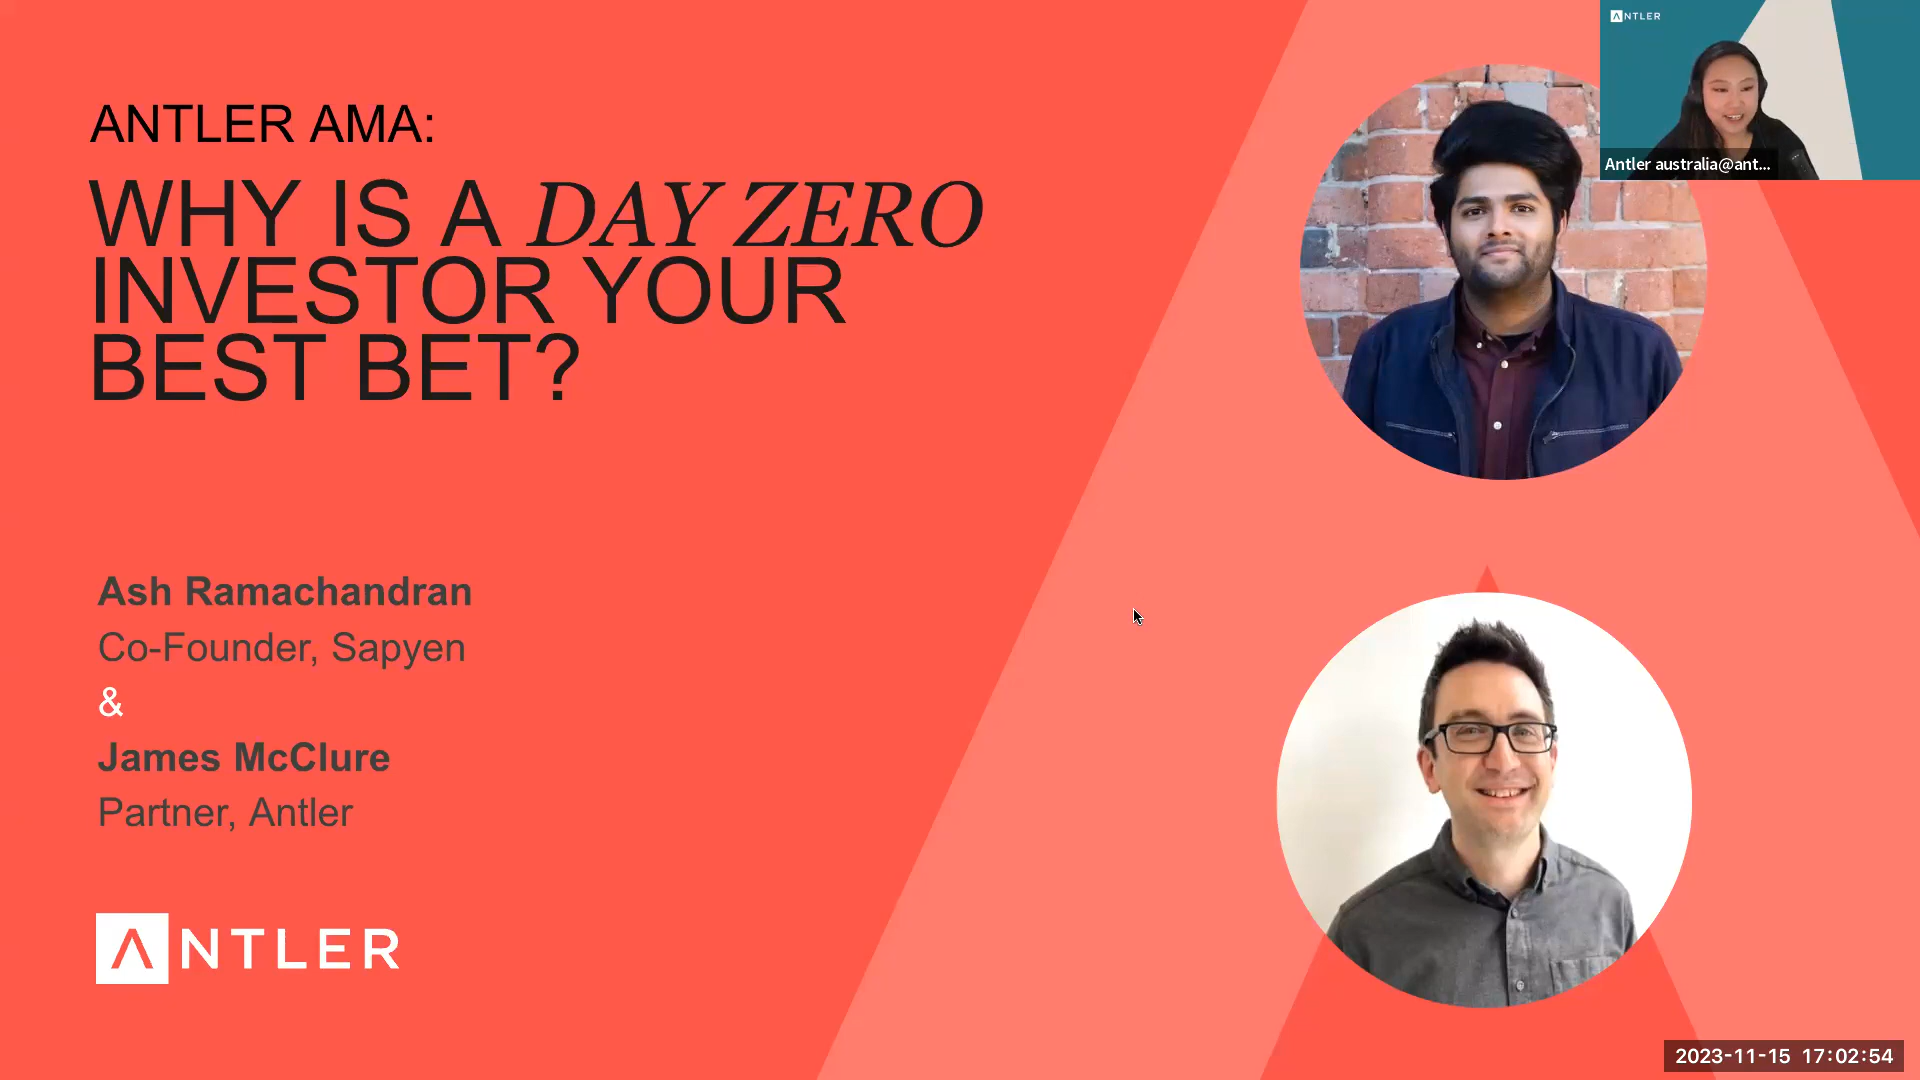 ANTLER AMA:
WHY IS A DAY ZERO
INVESTOR YOUR
BEST BET?
Ash Ramachandran
Co-Founder, Sapyen
&
James McClure
Partner, Antler
ANTLER
ANTLER
Antler australia@ant...
2023-11-15 17:02:54